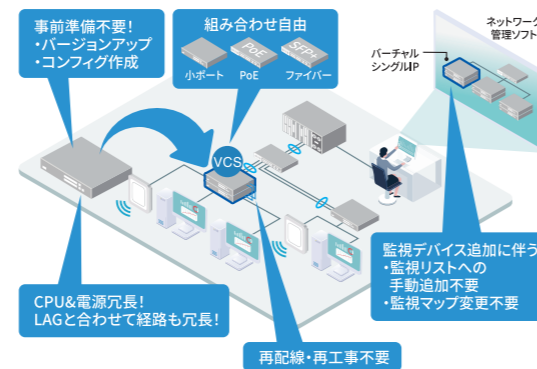 事前準備不要！
・バージョンアップ
・コンフィグ作成
組み合わせ自由
PoE
SFP+
小ポート
PoE
ファイバー
ネットワーク
管理ソフト
バーチャル
シングルIP
VCS
CPU&電源冗長！
LAGと合わせて経路も冗長！
再配線・再工事不要
監視デバイス追加に伴う
・監視リストへの
手動追加不要
・監視マップ変更不要